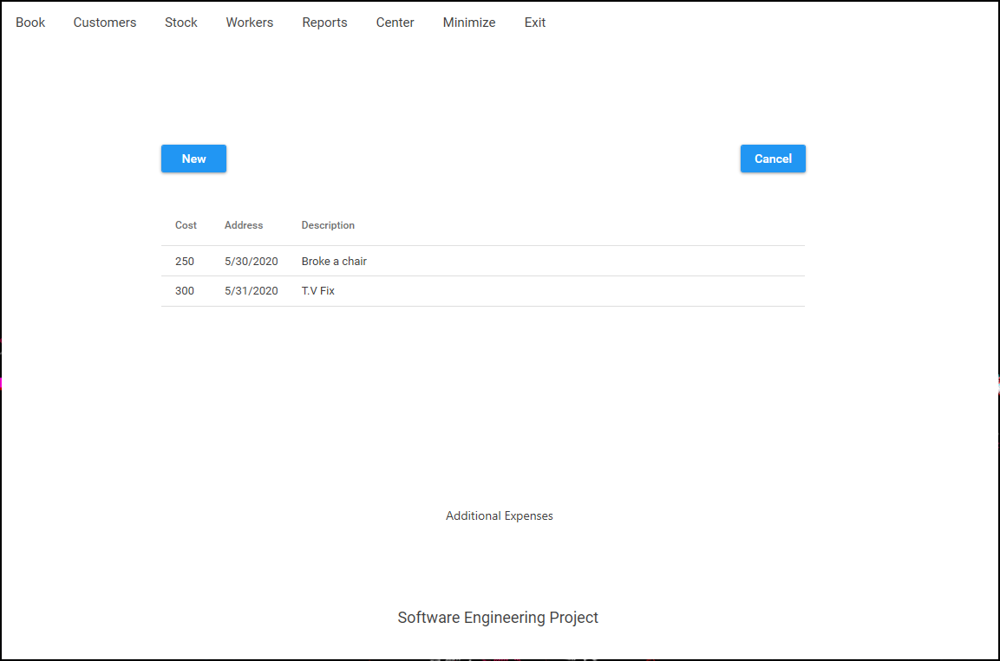 Book Customers Stock Workers Reports Center Minimize Exit
New Cancel
Cost Address Description
250 5/30/2020 Broke a chair
300 5/31/2020 T.V Fix
Additional Expenses
Software Engineering Project